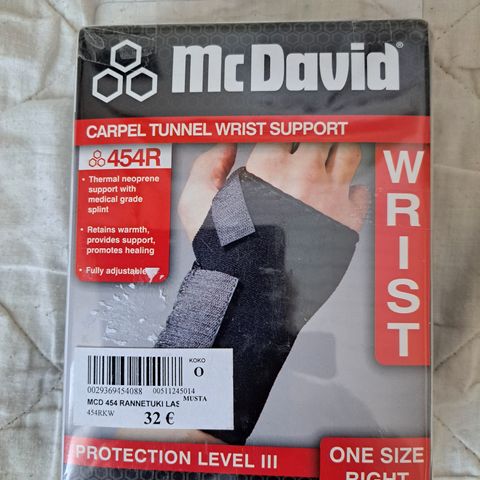 McDavid®
CARPEL TUNNEL WRIST SUPPORT
454R
• Thermal neoprene
support with
medical grade
splint
• Retains warmth,
provides support,
promotes healing
• Fully adjustable
WRIST
KOKO
O
0029369454088 00511245014
MUSTA
MCD 454 RANNETUKI LAS
454RKW
32 €
PROTECTION LEVEL III
ONE SIZE
RIGHT